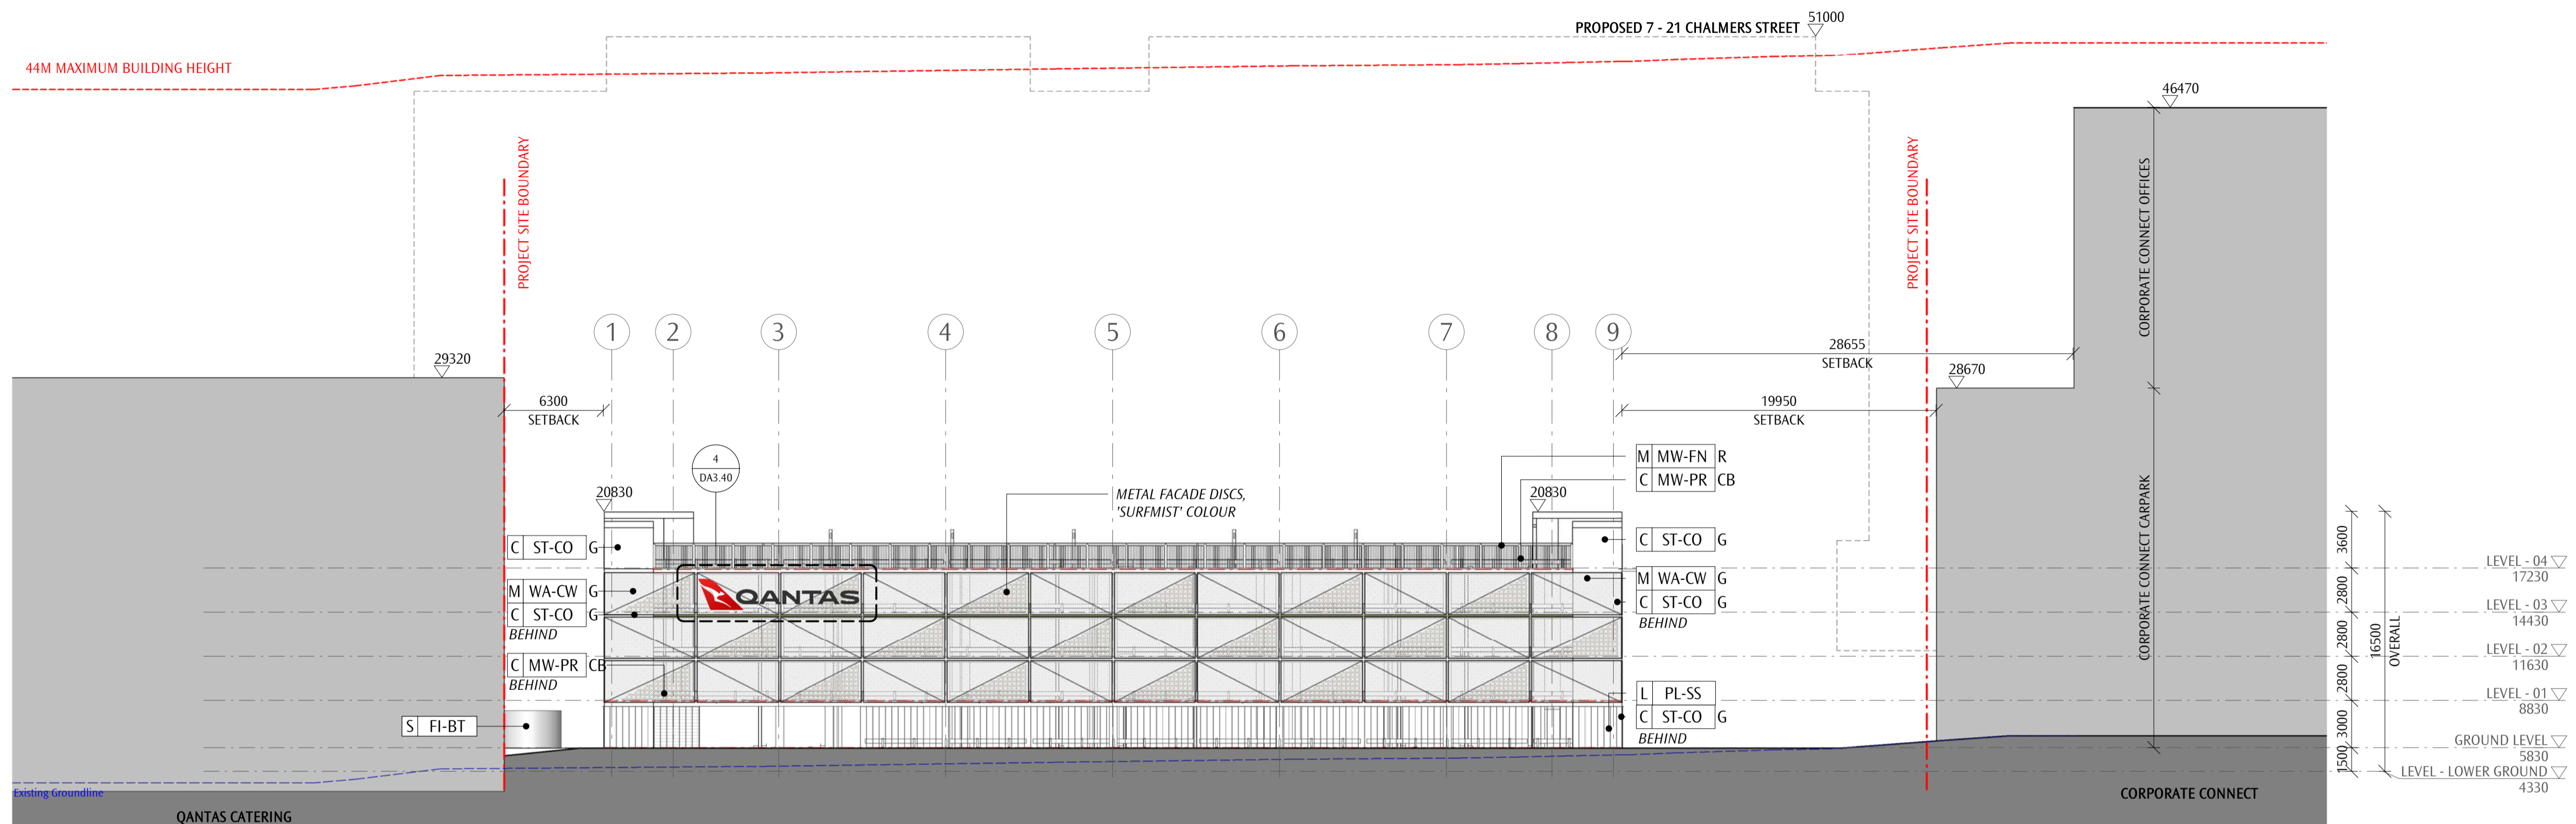 PROPOSED 7 - 21 CHALMERS STREET
51000
44M MAXIMUM BUILDING HEIGHT
46470
PROJECT SITE BOUNDARY
PROJECT SITE BOUNDARY
CORPORATE CONNECT OFFICES
1
2
3
4
5
6
7
8
9
28655
SETBACK
29320
28670
6300
SETBACK
19950
SETBACK
4
DA3.40
20830
METAL FACADE DISCS,
'SURFMIST' COLOUR
20830
M MW-FN R
C MW-PR CB
C ST-CO G
M WA-CW G
C ST-CO G
BEHIND
C MW-PR CB
BEHIND
S FI-BT
QANTAS
C ST-CO G
M WA-CW G
C ST-CO G
BEHIND
L PL-SS
C ST-CO G
BEHIND
CORPORATE CONNECT CARPARK
3600
2800
2800
2800
3000
1500
16500
OVERALL
LEVEL - 04
17230
LEVEL - 03
14430
LEVEL - 02
11630
LEVEL - 01
8830
GROUND LEVEL
5830
LEVEL - LOWER GROUND
4330
Existing Groundline
QANTAS CATERING
CORPORATE CONNECT